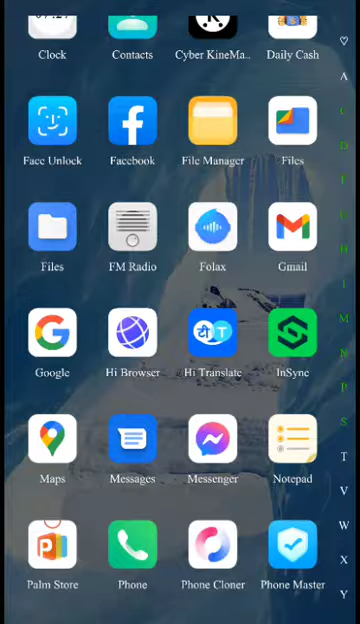 Clock Contacts Cyber KineMa.. Daily Cash
♡
A
Face Unlock Facebook File Manager Files
D
Files FM Radio Folax Gmail
H
I
Google Hi Browser Hi Translate InSync
M
N
P
S
Maps Messages Messenger Notepad
T
V
W
X
Y
Palm Store Phone Phone Cloner Phone Master